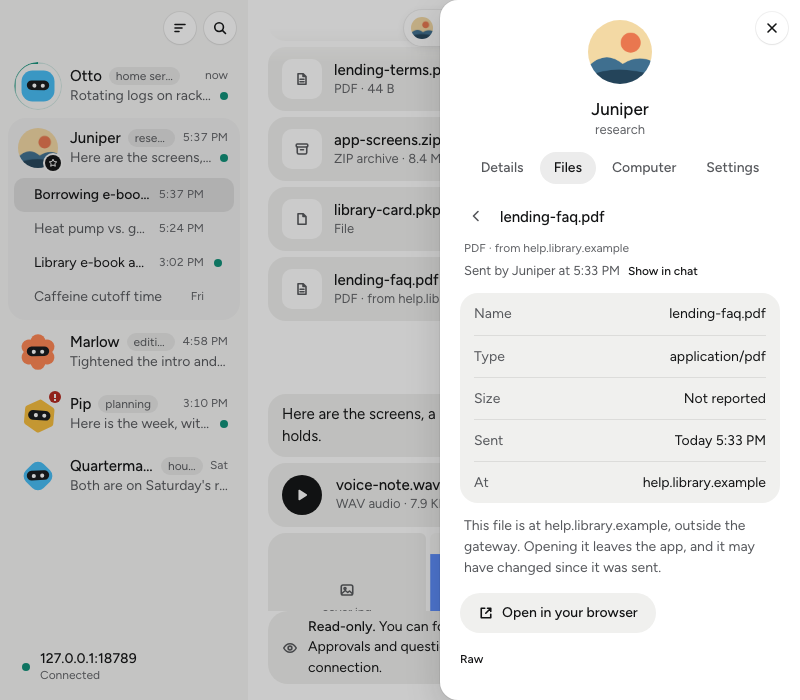 Otto home ser... now
Rotating logs on rack...
Juniper rese... 5:37 PM
Here are the screens,...
Borrowing e-boo... 5:37 PM
Heat pump vs. g... 5:24 PM
Library e-book a... 3:02 PM
Caffeine cutoff time Fri
Marlow editi... 4:58 PM
Tightened the intro and...
Pip planning 3:10 PM
Here is the week, wit...
Quarterma... hou... Sat
Both are on Saturday's r...
127.0.0.1:18789
Connected
lending-terms.p
PDF · 44 B
app-screens.zip
ZIP archive · 8.4 M
library-card.pkp
File
lending-faq.pdf
PDF · from help.lib
Here are the screens, a
holds.
voice-note.wav
WAV audio · 7.9 K
Read-only. You can fo
Approvals and questi
connection.
Juniper
research
Details Files Computer Settings
lending-faq.pdf
PDF · from help.library.example
Sent by Juniper at 5:33 PM Show in chat
Name lending-faq.pdf
Type application/pdf
Size Not reported
Sent Today 5:33 PM
At help.library.example
This file is at help.library.example, outside the
gateway. Opening it leaves the app, and it may
have changed since it was sent.
Open in your browser
Raw